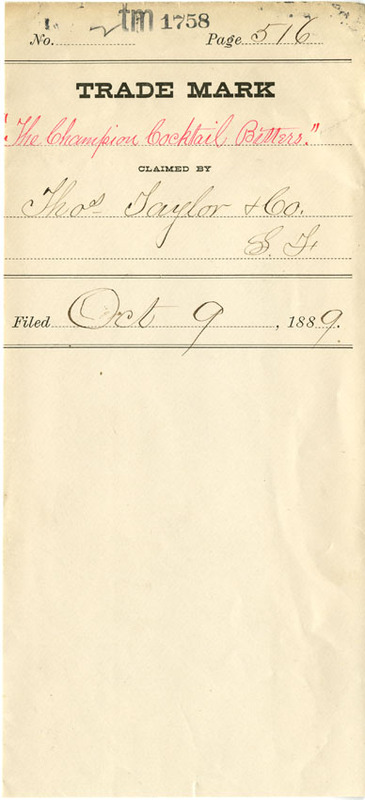 tm 1758
No. Page 516
TRADE MARK
"The Champion Cocktail Bitters."
CLAIMED BY
Thos Taylor & Co.
S. F.
Filed Oct 9, 1889.